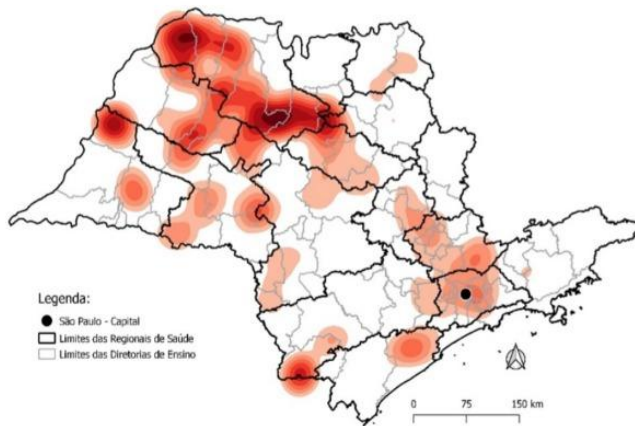 Legenda:
São Paulo - Capital
Limites das Regionais de Saúde
Limites das Diretorias de Ensino
0 75 150 km